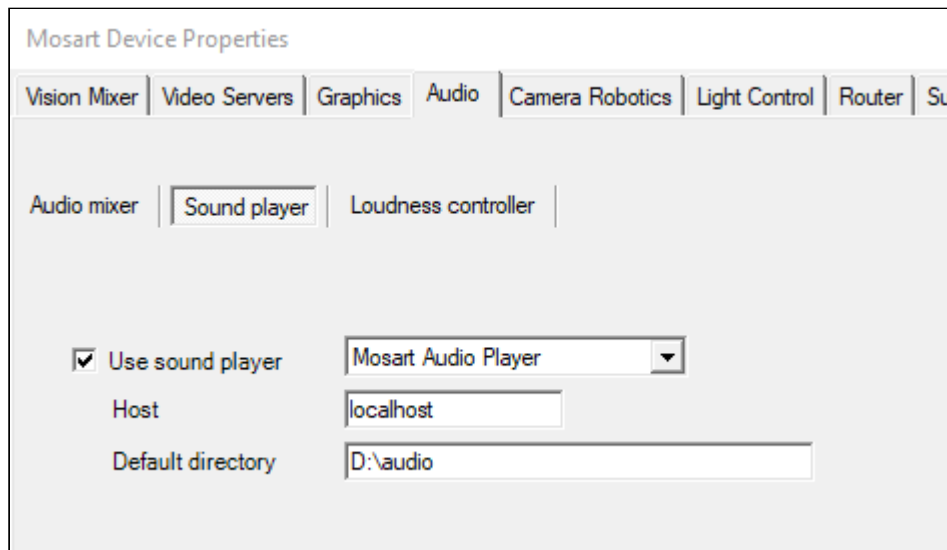 Mosart Device Properties
Vision Mixer Video Servers Graphics Audio Camera Robotics Light Control Router Su
Audio mixer Sound player Loudness controller
Use sound player Mosart Audio Player
Host localhost
Default directory D:\audio